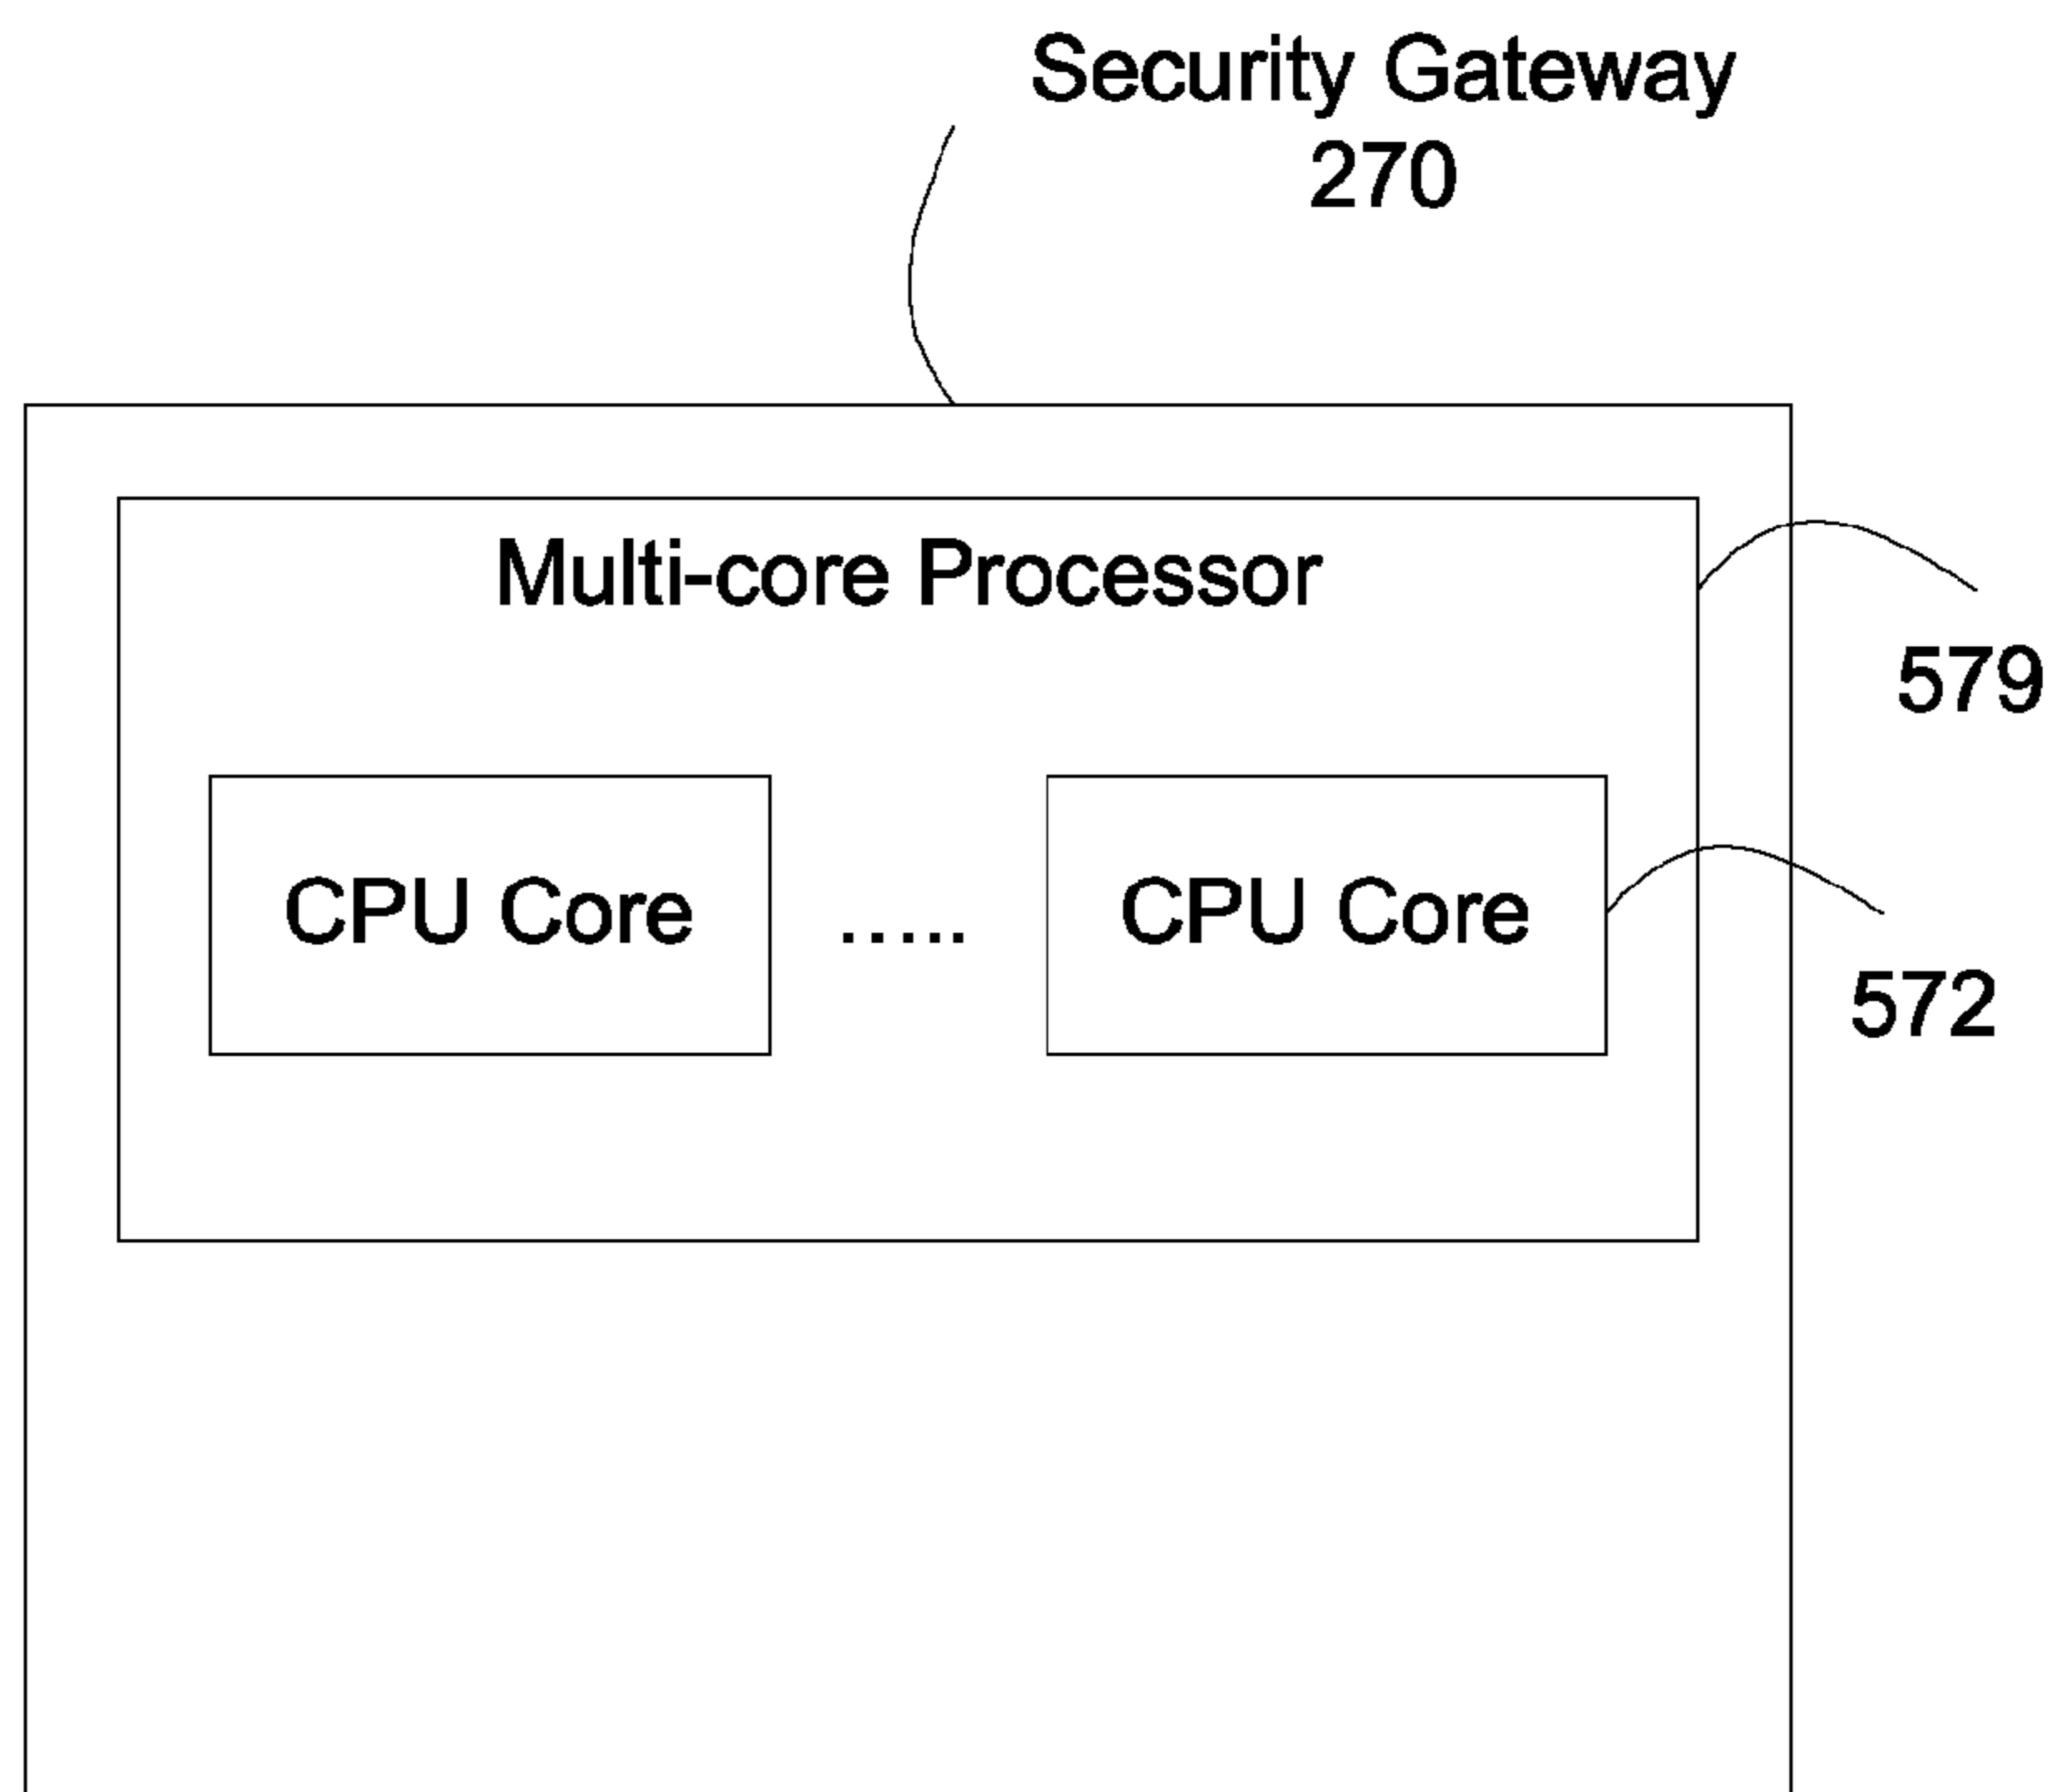 Security Gateway
270
Multi-core Processor
579
CPU Core ..... CPU Core
572